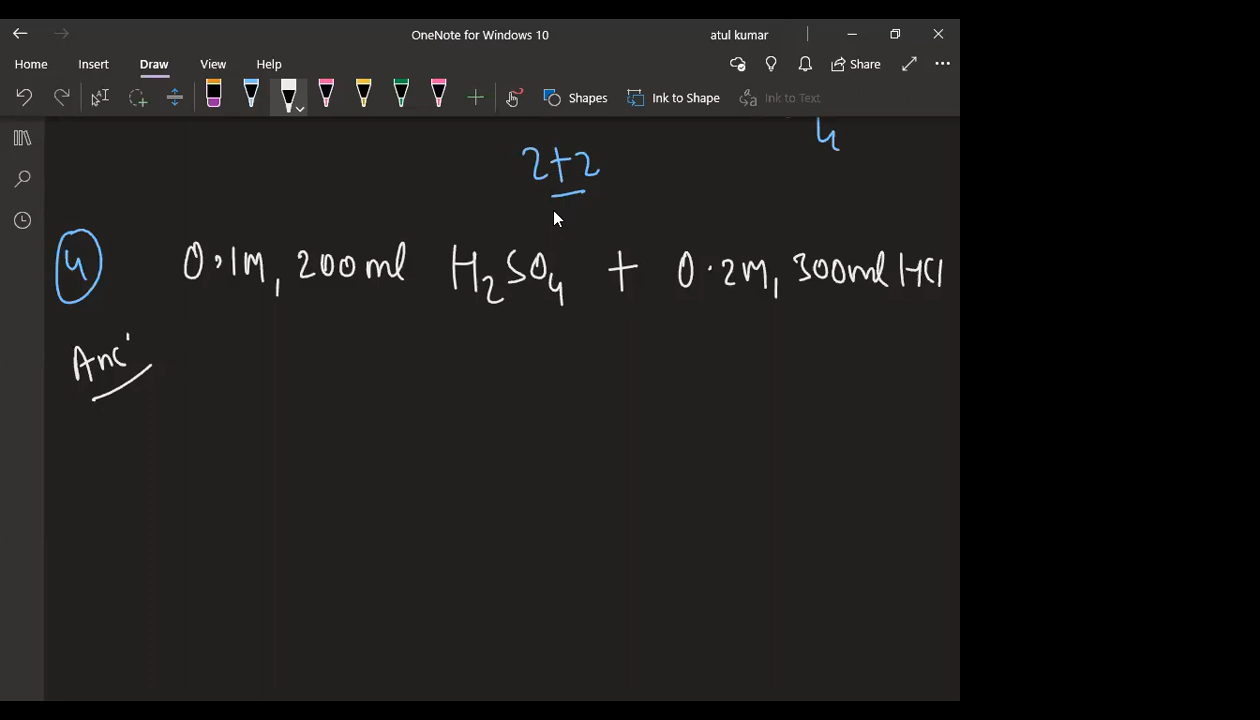 OneNote for Windows 10
atul kumar
Home Insert Draw View Help
Share
Shapes Ink to Shape Ink to Text
4
2+2
4 0.1M, 200ml H₂SO₄ + 0.2M, 300ml HCl
Ans